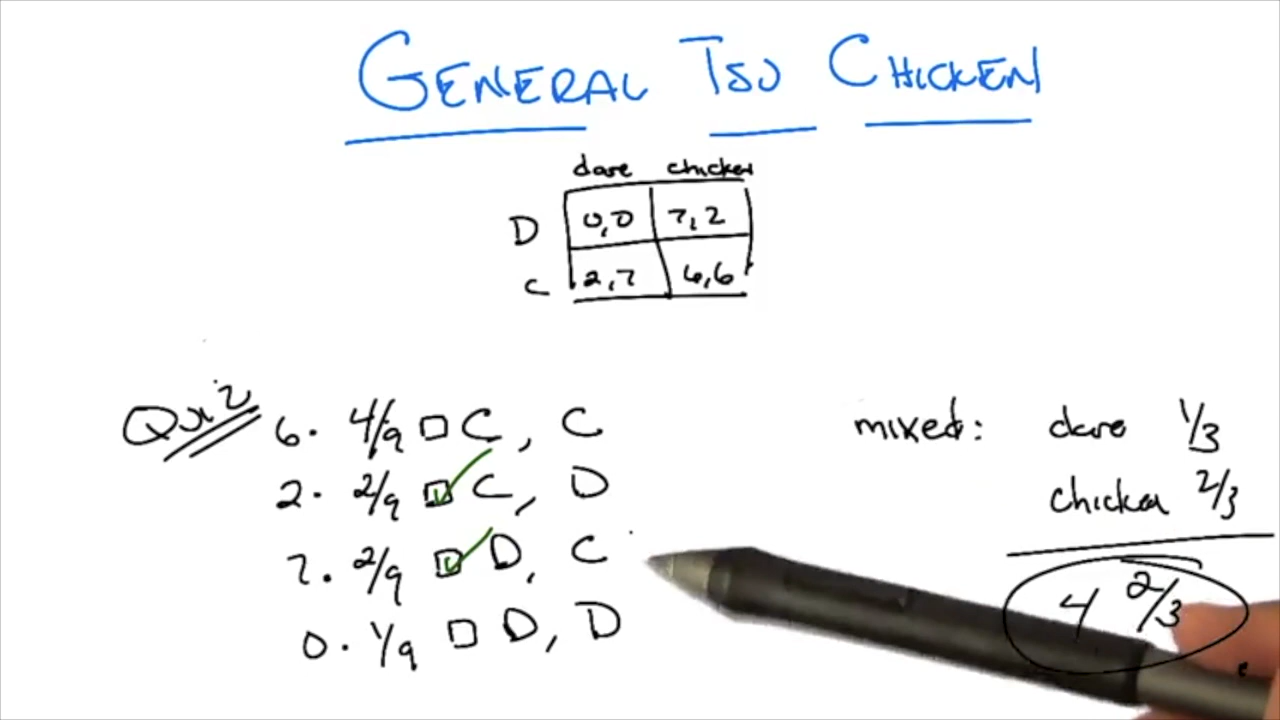 GENERAL TSO CHICKEN
dare chicken
D 0,0 7,2
C 2,7 6,6
Quiz
6. 4/9 C, C
2. 2/9 C, D
7. 2/9 D, C
0. 1/9 D, D
mixed: dare 1/3
chicken 2/3
4 2/3